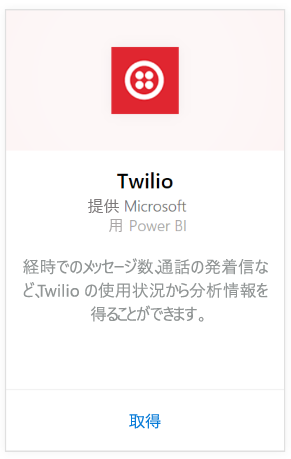 Twilio
提供 Microsoft
用 Power BI
経時でのメッセージ数、通話の発着信な
ど、Twilio の使用状況から分析情報を
得ることができます。
取得